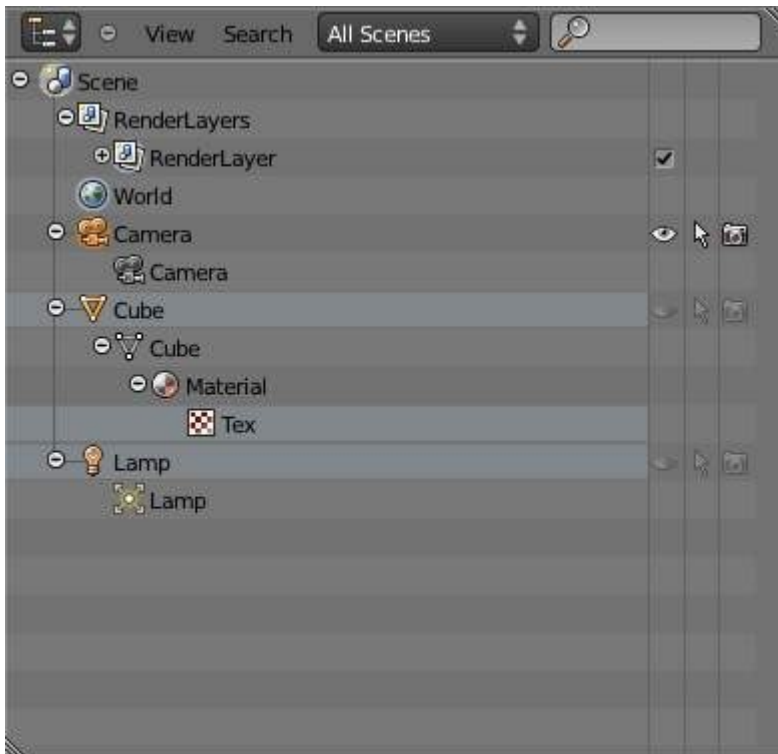 View Search All Scenes
Scene
RenderLayers
RenderLayer
World
Camera
Camera
Cube
Cube
Material
Tex
Lamp
Lamp